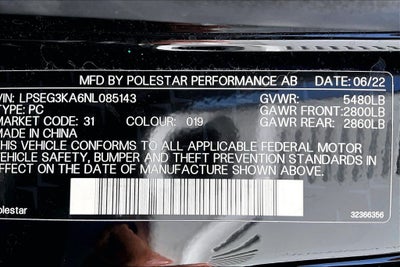 MFD BY POLESTAR PERFORMANCE AB DATE: 06/22
VIN: LPSEG3KA6NL085143 GVWR: 5480LB
TYPE: PC GAWR FRONT: 2800LB
MARKET CODE: 31 COLOUR: 019 GAWR REAR: 2860LB
MADE IN CHINA
THIS VEHICLE CONFORMS TO ALL APPLICABLE FEDERAL MOTOR
VEHICLE SAFETY, BUMPER AND THEFT PREVENTION STANDARDS IN
EFFECT ON THE DATE OF MANUFACTURE SHOWN ABOVE.
Polestar 32366356